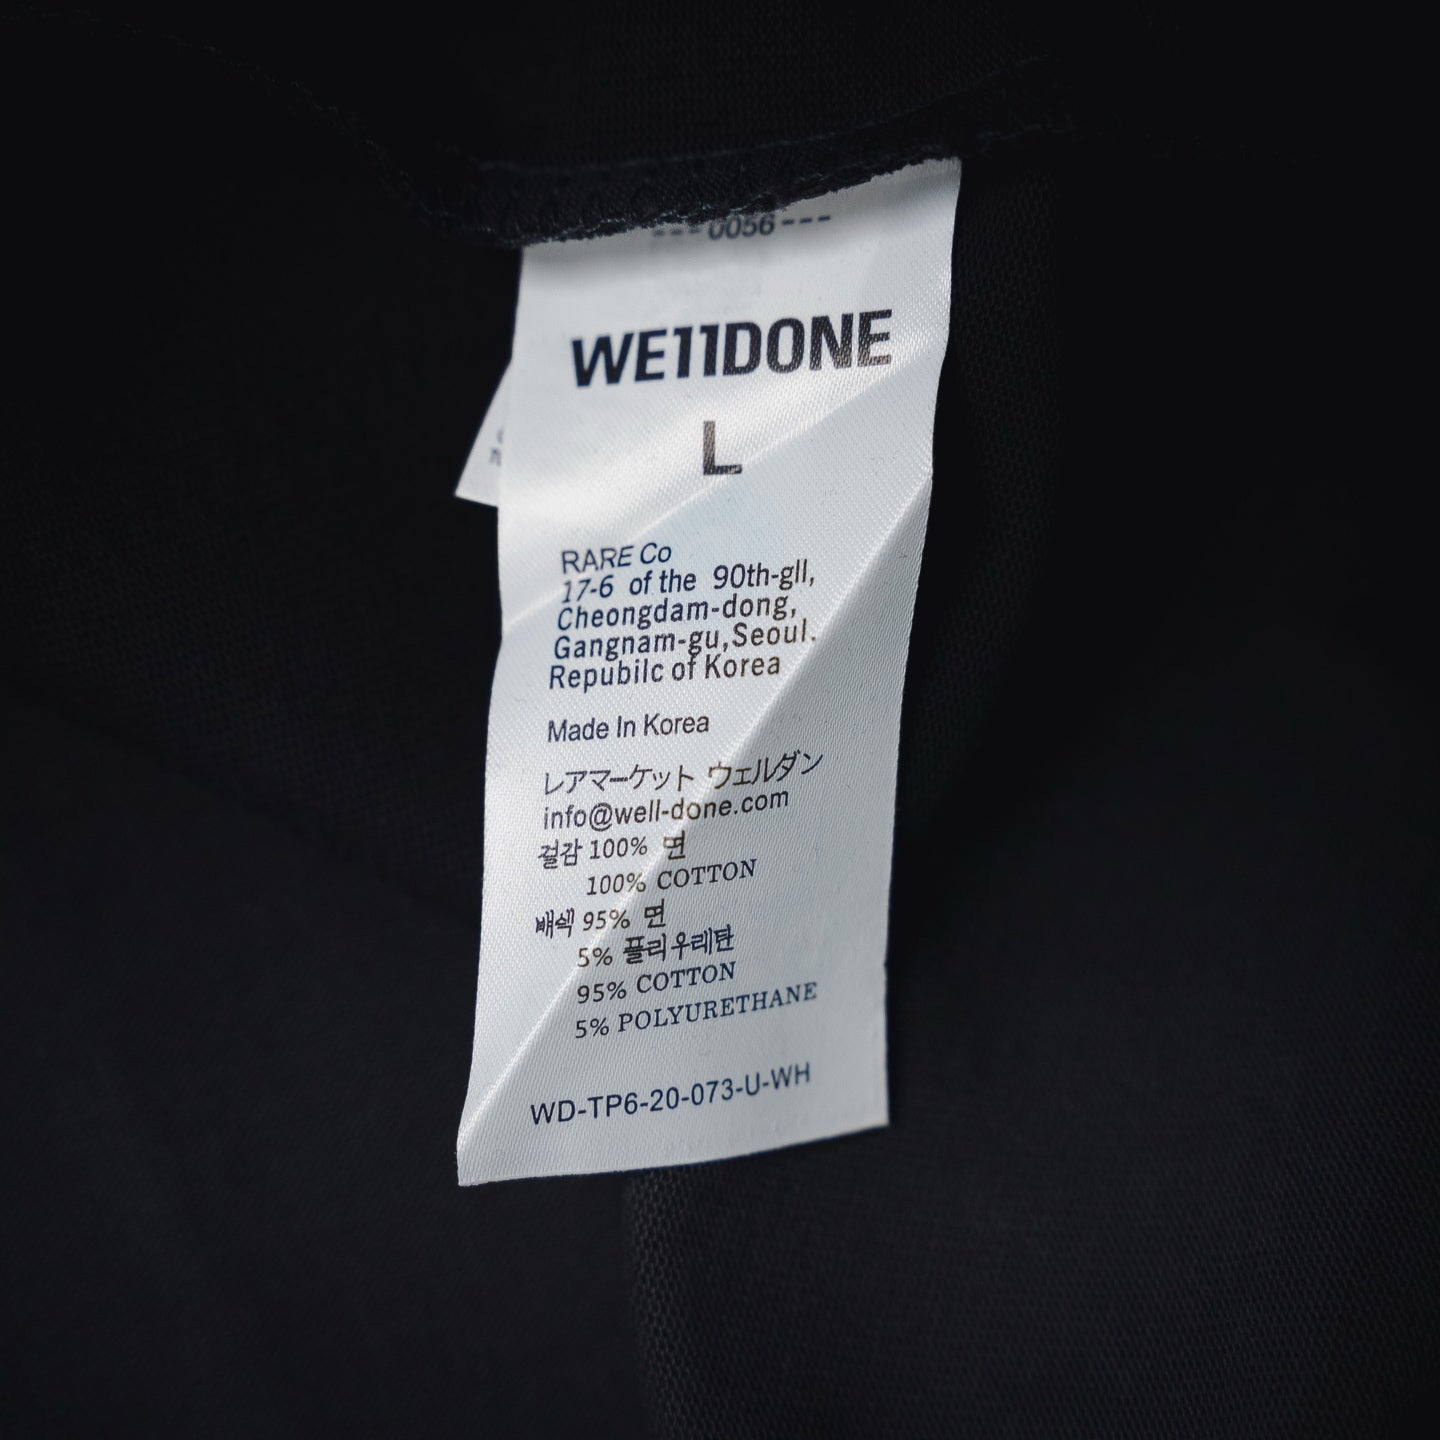 ---0056---
WE11DONE
L
RARE Co
17-6 of the 90th-gll,
Cheongdam-dong,
Gangnam-gu,Seoul.
Repubilc of Korea
Made In Korea
レアマーケット ウェルダン
info@well-done.com
겉감 100% 면
100% COTTON
배색 95% 면
5% 폴리우레탄
95% COTTON
5% POLYURETHANE
WD-TP6-20-073-U-WH